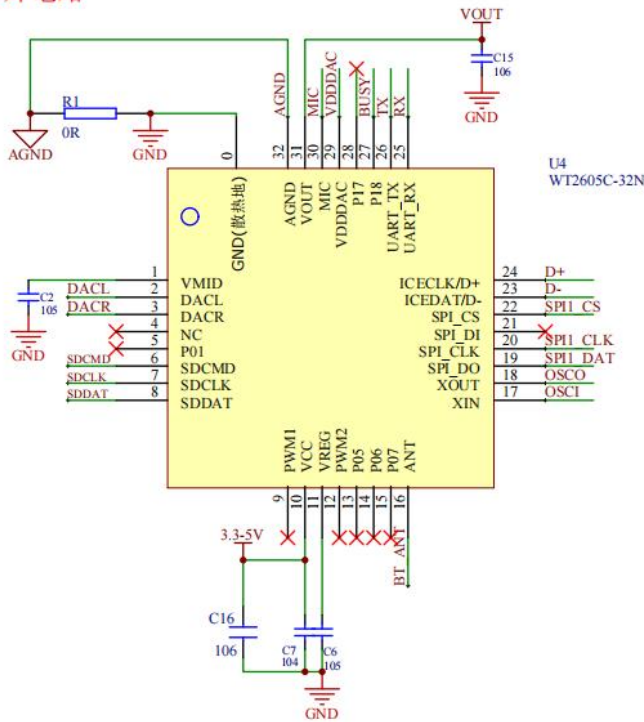 VOUT
C15
106
GND
AGND
MIC
VDDDAC
BUSY
TX
RX
R1
0R
AGND
GND
0
32
31
30
29
28
27
26
25
U4
WT2605C-32N
GND(散热地)
AGND
VOUT
MIC
VDDDAC
P17
P18
UART_TX
UART_RX
C2
105
GND
DACL
DACR
SDCMD
SDCLK
SDDAT
1 VMID
2 DACL
3 DACR
4 NC
5 P01
6 SDCMD
7 SDCLK
8 SDDAT
ICECLK/D+ 24 D+
ICEDAT/D- 23 D-
SPI_CS 22 SPI1_CS
SPI_DI 21
SPI_CLK 20 SPI1_CLK
SPI_DO 19 SPI1_DAT
XOUT 18 OSCO
XIN 17 OSCI
PWM1
VCC
VREG
PWM2
P05
P06
P07
ANT
9
10
11
12
13
14
15
16
3.3-5V
BT_ANT
C16
106
C7
104
C6
105
GND